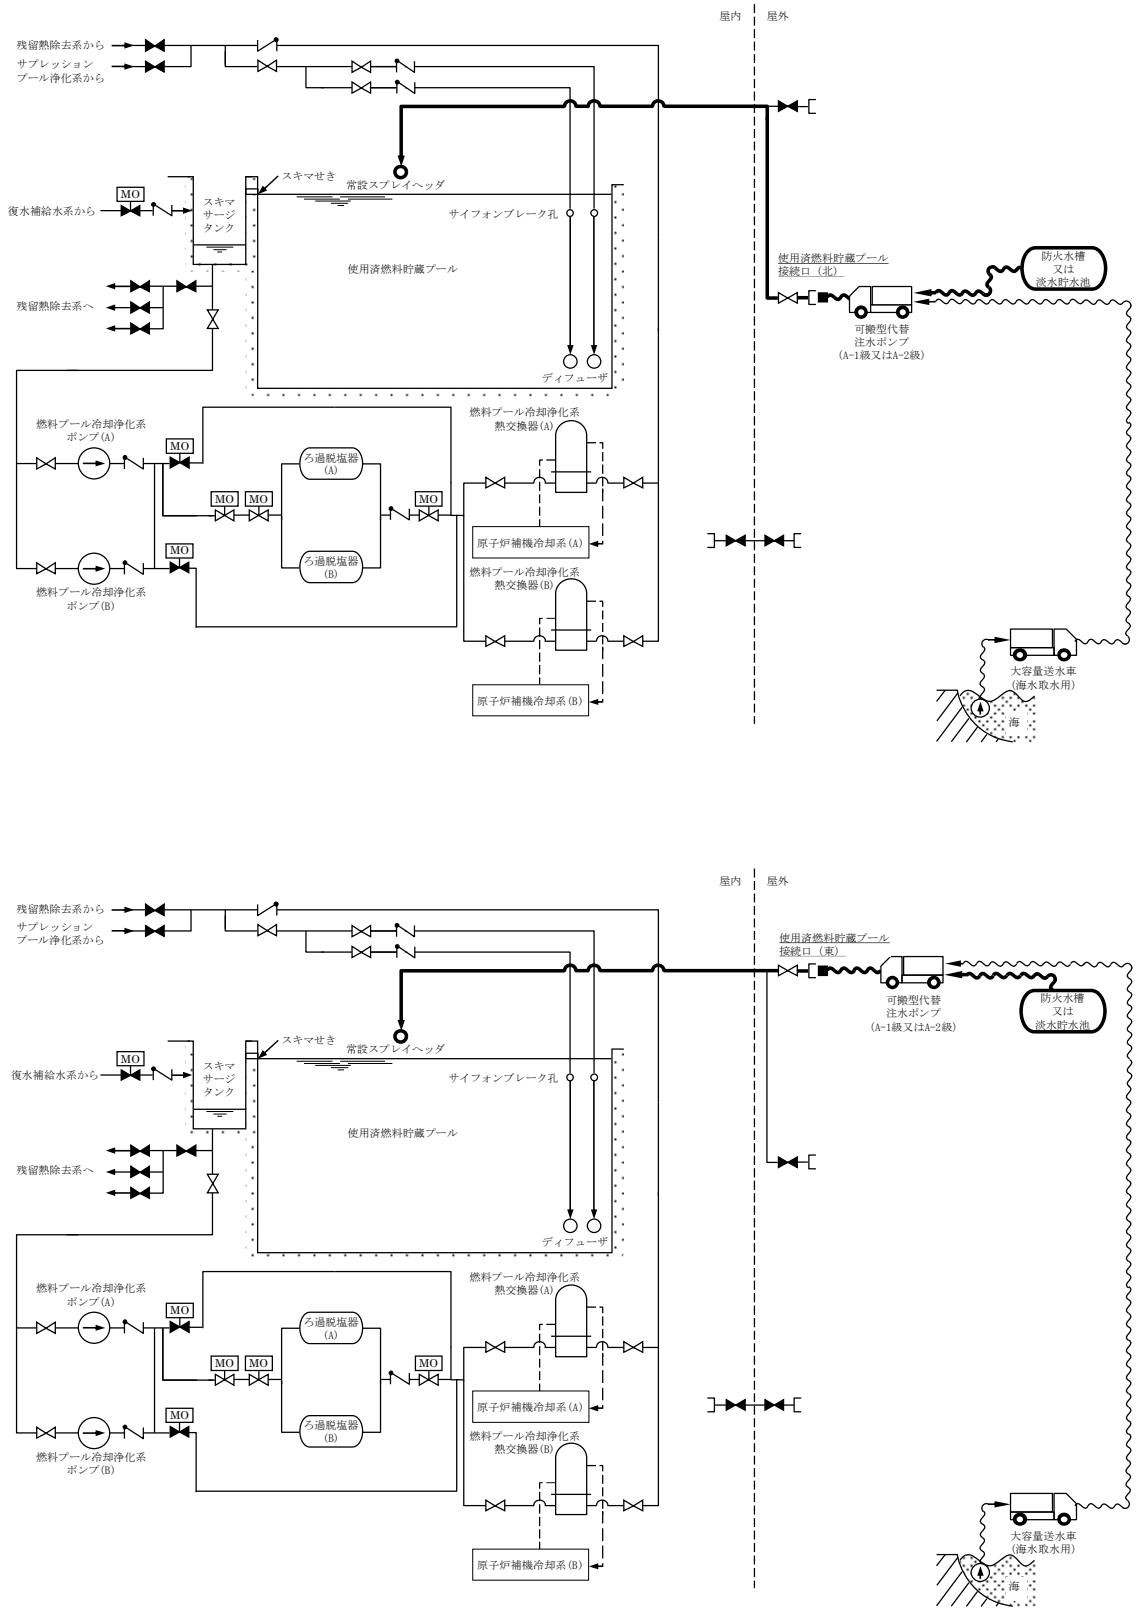 屋内
屋外
残留熱除去系から
サプレッション
プール浄化系から
スキマせき
常設スプレイヘッダ
MO
スキマ
サージ
タンク
復水補給水系から
サイフォンブレーク孔
使用済燃料貯蔵プール
残留熱除去系へ
ディフューザ
使用済燃料貯蔵プール
接続口（北）
防火水槽
又は
淡水貯水池
可搬型代替
注水ポンプ
(A-1級又はA-2級)
燃料プール冷却浄化系
ポンプ(A)
MO
ろ過脱塩器
(A)
MO
MO
MO
燃料プール冷却浄化系
熱交換器(A)
原子炉補機冷却系(A)
MO
ろ過脱塩器
(B)
燃料プール冷却浄化系
ポンプ(B)
燃料プール冷却浄化系
熱交換器(B)
原子炉補機冷却系(B)
大容量送水車
(海水取水用)
海
屋内
屋外
残留熱除去系から
サプレッション
プール浄化系から
使用済燃料貯蔵プール
接続口（東）
可搬型代替
注水ポンプ
(A-1級又はA-2級)
防火水槽
又は
淡水貯水池
スキマせき
常設スプレイヘッダ
MO
スキマ
サージ
タンク
復水補給水系から
サイフォンブレーク孔
使用済燃料貯蔵プール
残留熱除去系へ
ディフューザ
燃料プール冷却浄化系
ポンプ(A)
MO
ろ過脱塩器
(A)
MO
MO
MO
燃料プール冷却浄化系
熱交換器(A)
原子炉補機冷却系(A)
MO
ろ過脱塩器
(B)
燃料プール冷却浄化系
ポンプ(B)
燃料プール冷却浄化系
熱交換器(B)
原子炉補機冷却系(B)
大容量送水車
(海水取水用)
海